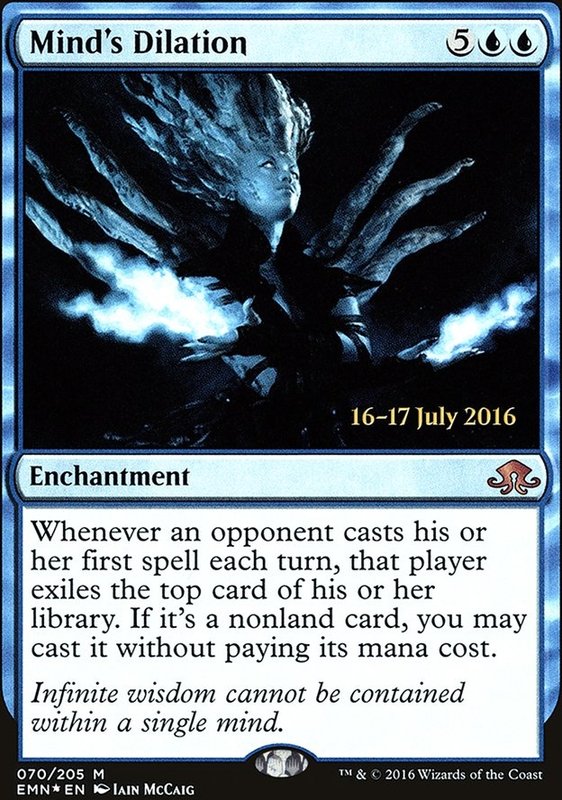 Mind's Dilation 5
16–17 July 2016
Enchantment
Whenever an opponent casts his or
her first spell each turn, that player
exiles the top card of his or her
library. If it's a nonland card, you may
cast it without paying its mana cost.
Infinite wisdom cannot be contained
within a single mind.
070/205 M
EMN★EN Iain McCaig
™ & © 2016 Wizards of the Coast